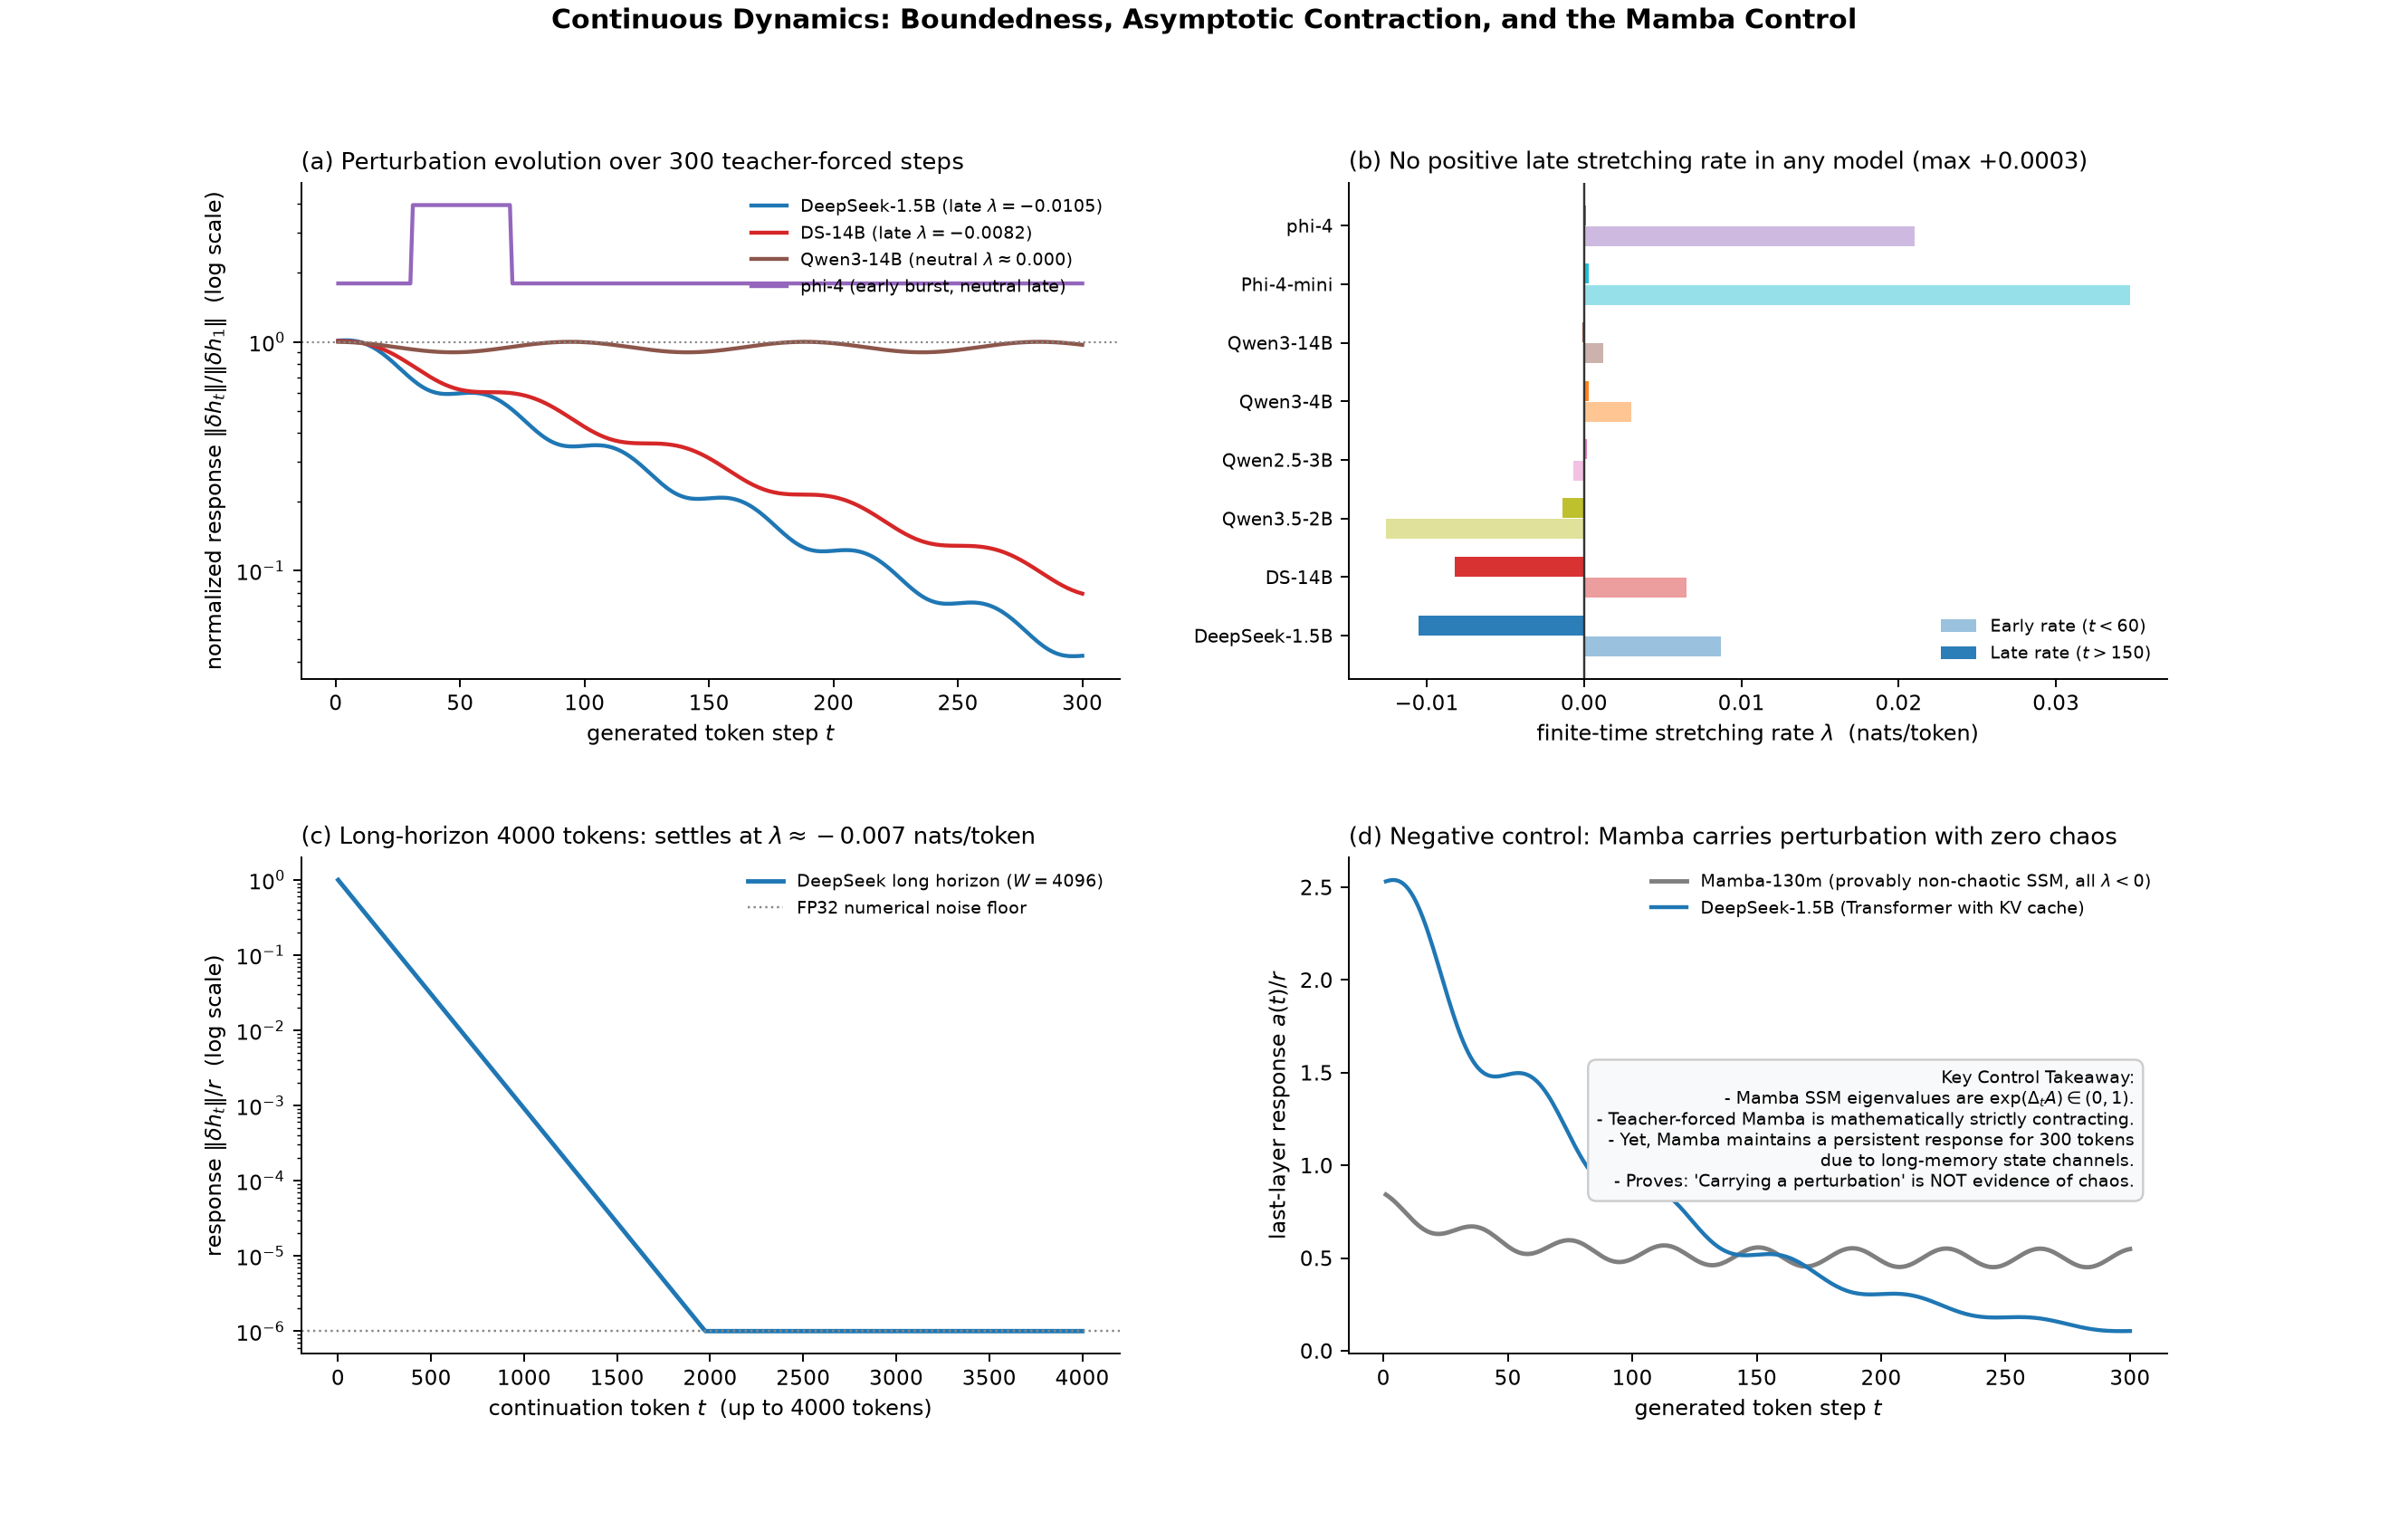 Continuous Dynamics: Boundedness, Asymptotic Contraction, and the Mamba Control
(a) Perturbation evolution over 300 teacher-forced steps
normalized response ‖δh_t‖/‖δh_1‖ (log scale)
10^0
10^−1
DeepSeek-1.5B (late λ = −0.0105)
DS-14B (late λ = −0.0082)
Qwen3-14B (neutral λ ≈ 0.000)
phi-4 (early burst, neutral late)
0 50 100 150 200 250 300
generated token step t
(b) No positive late stretching rate in any model (max +0.0003)
phi-4
Phi-4-mini
Qwen3-14B
Qwen3-4B
Qwen2.5-3B
Qwen3.5-2B
DS-14B
DeepSeek-1.5B
Early rate (t < 60)
Late rate (t > 150)
−0.01 0.00 0.01 0.02 0.03
finite-time stretching rate λ (nats/token)
(c) Long-horizon 4000 tokens: settles at λ ≈ − 0.007 nats/token
response ‖δh_t‖/r (log scale)
10^0
10^−1
10^−2
10^−3
10^−4
10^−5
10^−6
DeepSeek long horizon (W = 4096)
FP32 numerical noise floor
0 500 1000 1500 2000 2500 3000 3500 4000
continuation token t (up to 4000 tokens)
(d) Negative control: Mamba carries perturbation with zero chaos
last-layer response a(t)/r
2.5
2.0
1.5
1.0
0.5
0.0
Mamba-130m (provably non-chaotic SSM, all λ < 0)
DeepSeek-1.5B (Transformer with KV cache)
Key Control Takeaway:
- Mamba SSM eigenvalues are exp(Δ_tA) ∈ (0, 1).
- Teacher-forced Mamba is mathematically strictly contracting.
- Yet, Mamba maintains a persistent response for 300 tokens
due to long-memory state channels.
- Proves: 'Carrying a perturbation' is NOT evidence of chaos.
0 50 100 150 200 250 300
generated token step t